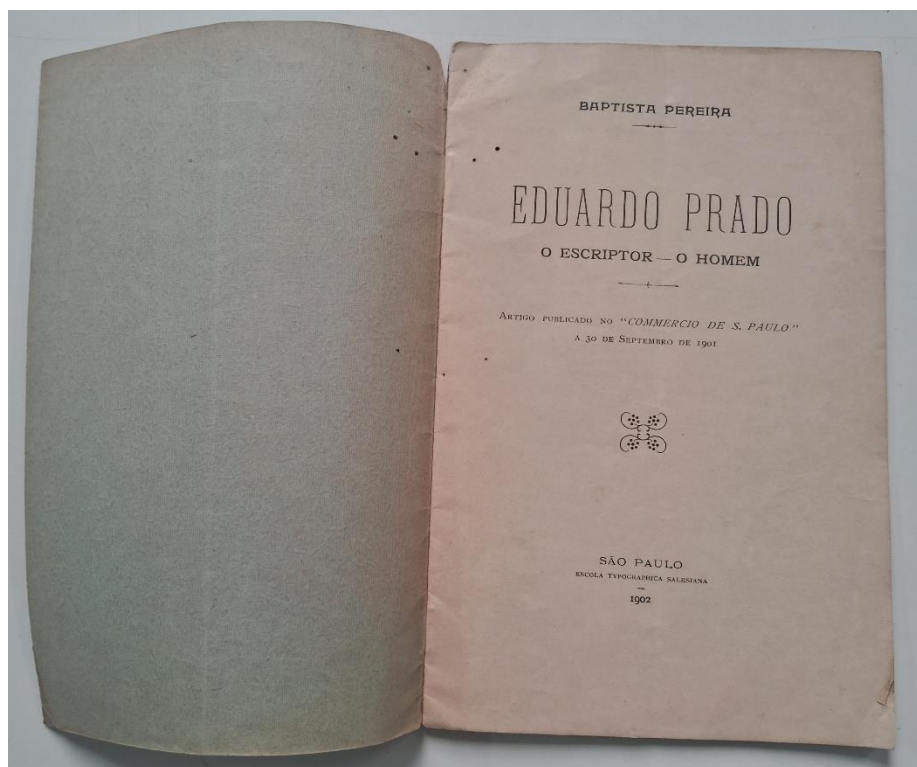 BAPTISTA PEREIRA
EDUARDO PRADO
O ESCRIPTOR — O HOMEM
ARTIGO PUBLICADO NO "COMMERCIO DE S. PAULO"
A 30 DE SEPTEMBRO DE 1901
SÃO PAULO
ESCOLA TYPOGRAPHICA SALESIANA
1902